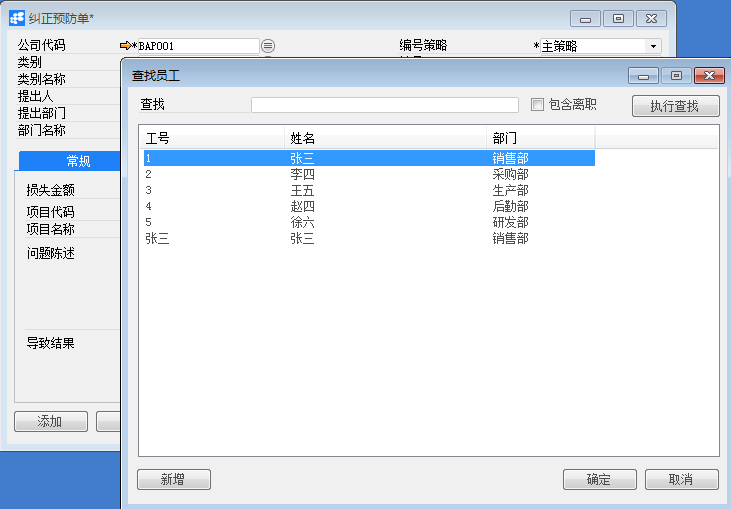 纠正预防单*
公司代码 *BAP001 编号策略 *主策略
类别
类别名称
提出人
提出部门
部门名称
常规
损失金额
项目代码
项目名称
问题陈述
导致结果
添加
查找员工
查找 包含离职 执行查找
工号 姓名 部门
1 张三 销售部
2 李四 采购部
3 王五 生产部
4 赵四 后勤部
5 徐六 研发部
张三 张三 销售部
新增 确定 取消